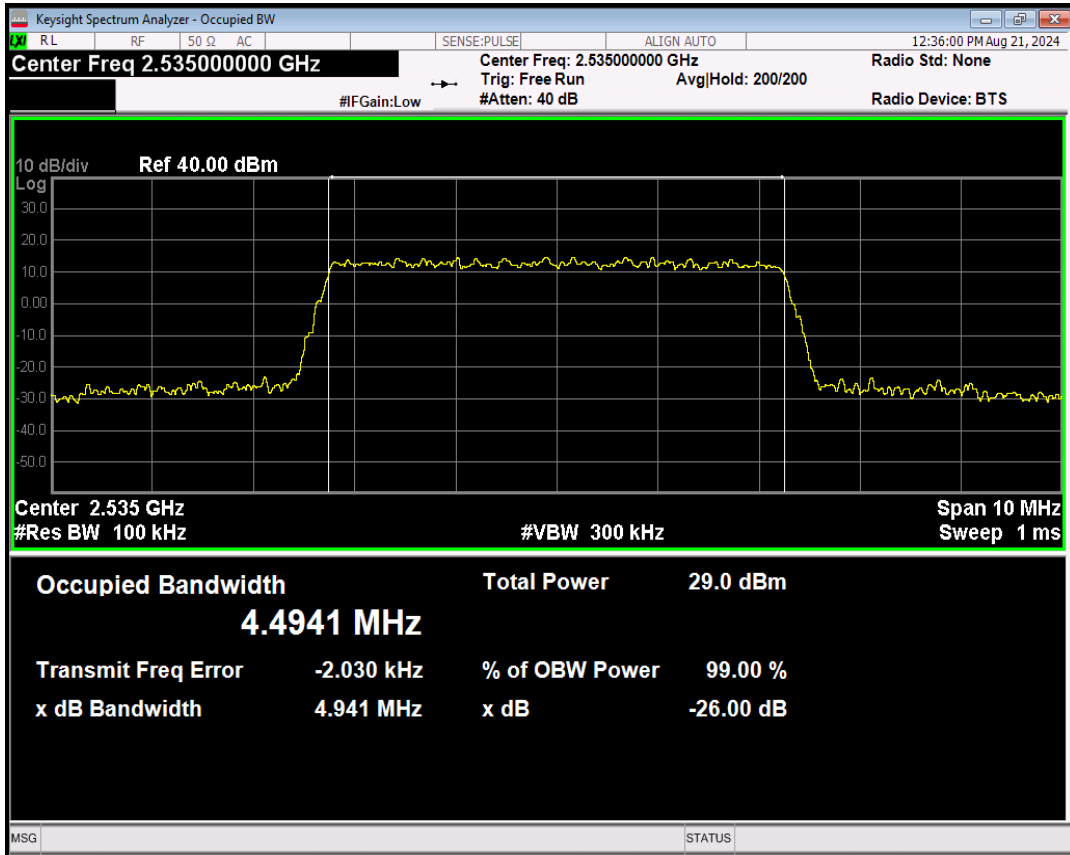 Keysight Spectrum Analyzer - Occupied BW
LXI RL RF 50 Ω AC SENSE:PULSE ALIGN AUTO 12:36:00 PM Aug 21, 2024
Center Freq 2.535000000 GHz Center Freq: 2.535000000 GHz Radio Std: None
Trig: Free Run Avg|Hold: 200/200
#IFGain:Low #Atten: 40 dB Radio Device: BTS
10 dB/div Ref 40.00 dBm
Log
30.0
20.0
10.0
0.00
-10.0
-20.0
-30.0
-40.0
-50.0
Center 2.535 GHz Span 10 MHz
#Res BW 100 kHz #VBW 300 kHz Sweep 1 ms
Occupied Bandwidth Total Power 29.0 dBm
4.4941 MHz
Transmit Freq Error -2.030 kHz % of OBW Power 99.00 %
x dB Bandwidth 4.941 MHz x dB -26.00 dB
MSG STATUS